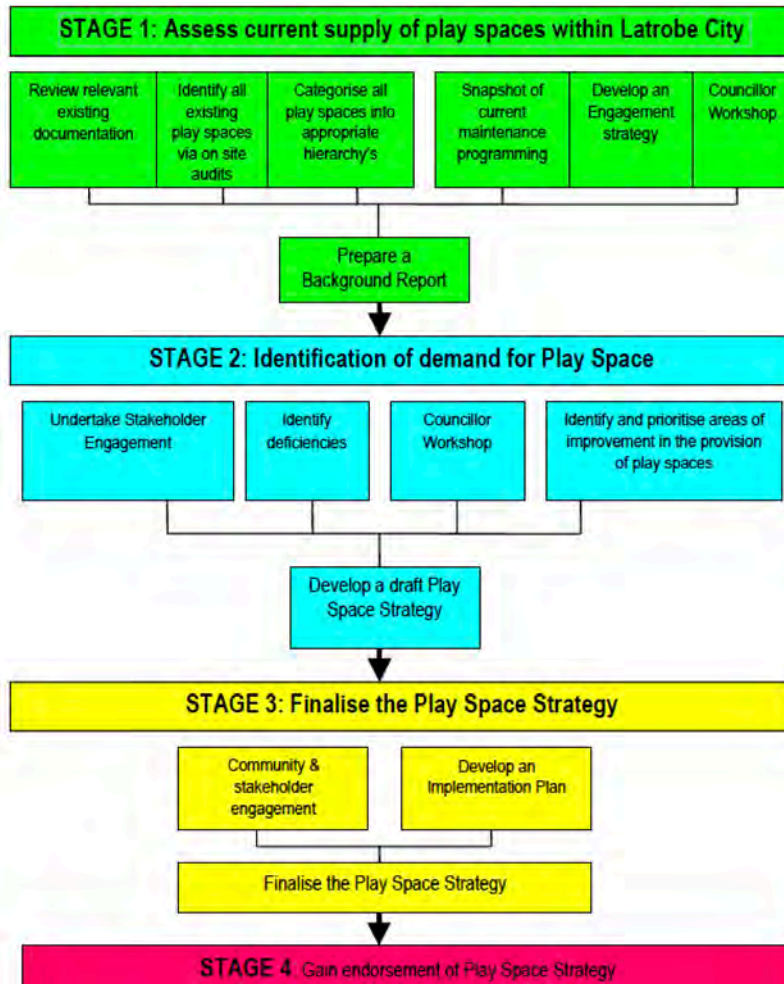 STAGE 1: Assess current supply of play spaces within Latrobe City
Review relevant
existing
documentation
Identify all
existing
play spaces
via on site
audits
Categorise all
play spaces into
appropriate
hierarchy's
Snapshot of
current
maintenance
programming
Develop an
Engagement
strategy
Councillor
Workshop
Prepare a
Background Report
STAGE 2: Identification of demand for Play Space
Undertake Stakeholder
Engagement
Identify
deficiencies
Councillor
Workshop
Identify and prioritise areas of
improvement in the provision
of play spaces
Develop a draft Play
Space Strategy
STAGE 3: Finalise the Play Space Strategy
Community &
stakeholder
engagement
Develop an
Implementation Plan
Finalise the Play Space Strategy
STAGE 4: Gain endorsement of Play Space Strategy